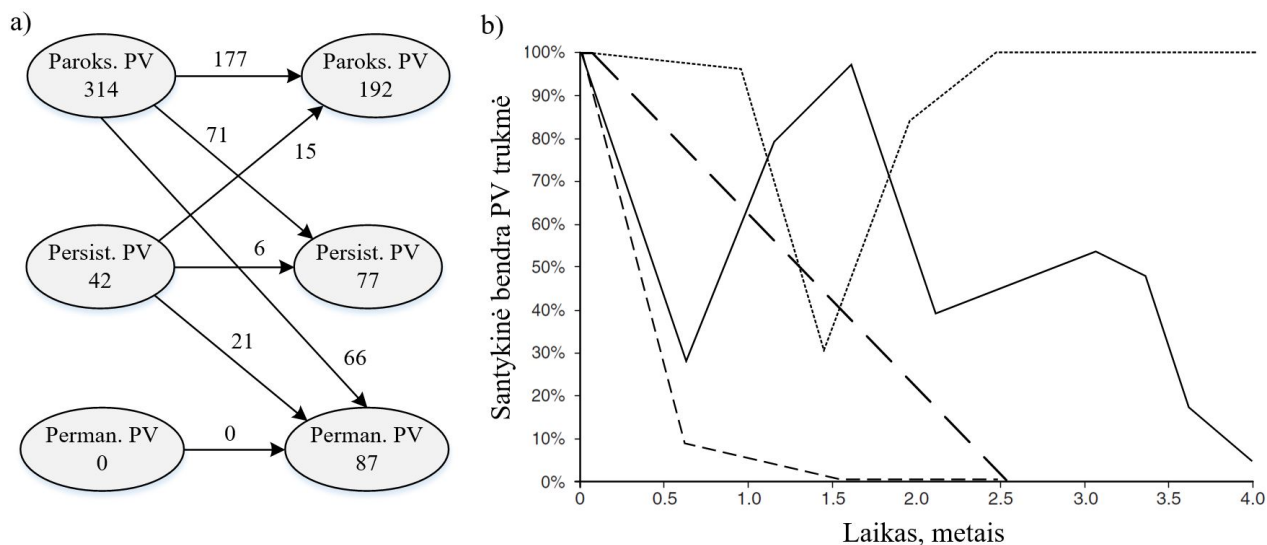 a)
Paroks. PV
314
177
Paroks. PV
192
71
15
Persist. PV
42
6
Persist. PV
77
21
66
Perman. PV
0
0
Perman. PV
87
b)
Santykinė bendra PV trukmė
100%
90%
80%
70%
60%
50%
40%
30%
20%
10%
0%
0 0.5 1.0 1.5 2.0 2.5 3.0 3.5 4.0
Laikas, metais